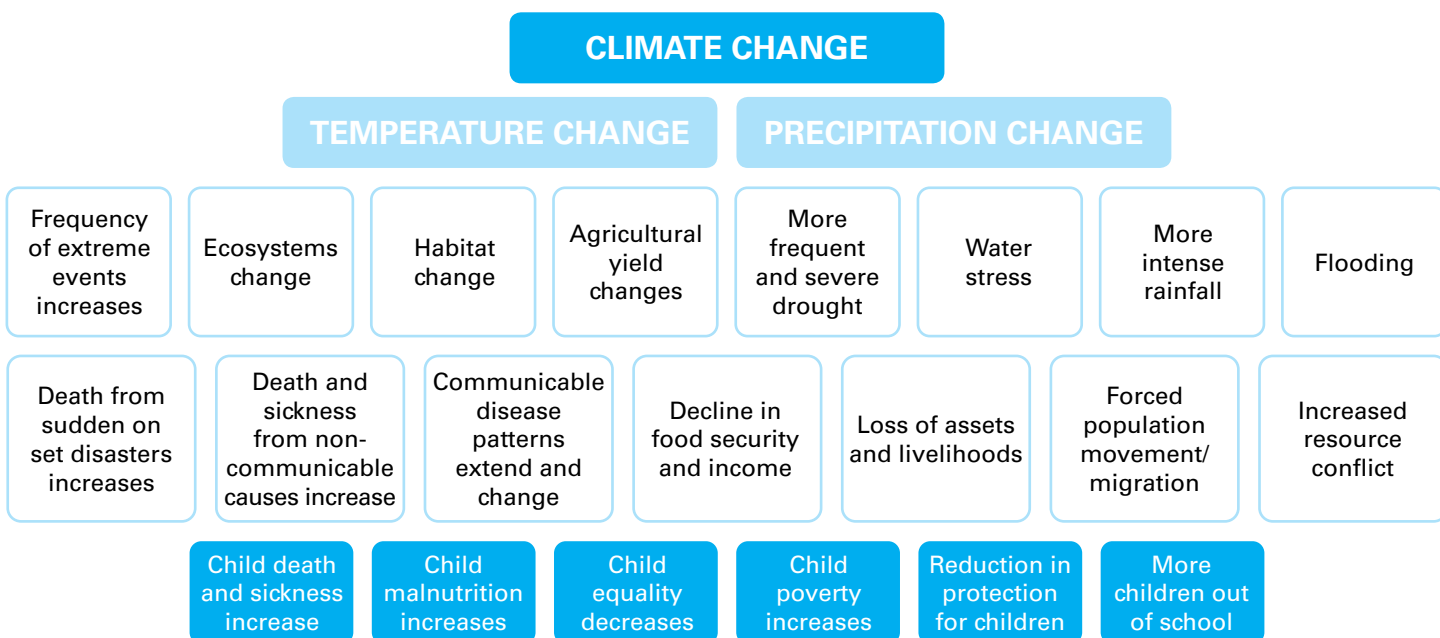 CLIMATE CHANGE
TEMPERATURE CHANGE
PRECIPITATION CHANGE
Frequency
of extreme
events
increases
Ecosystems
change
Habitat
change
Agricultural
yield
changes
More
frequent
and severe
drought
Water
stress
More
intense
rainfall
Flooding
Death from
sudden on
set disasters
increases
Death and
sickness
from non-
communicable
causes increase
Communicable
disease
patterns
extend and
change
Decline in
food security
and income
Loss of assets
and livelihoods
Forced
population
movement/
migration
Increased
resource
conflict
Child death
and sickness
increase
Child
malnutrition
increases
Child
equality
decreases
Child
poverty
increases
Reduction in
protection
for children
More
children out
of school